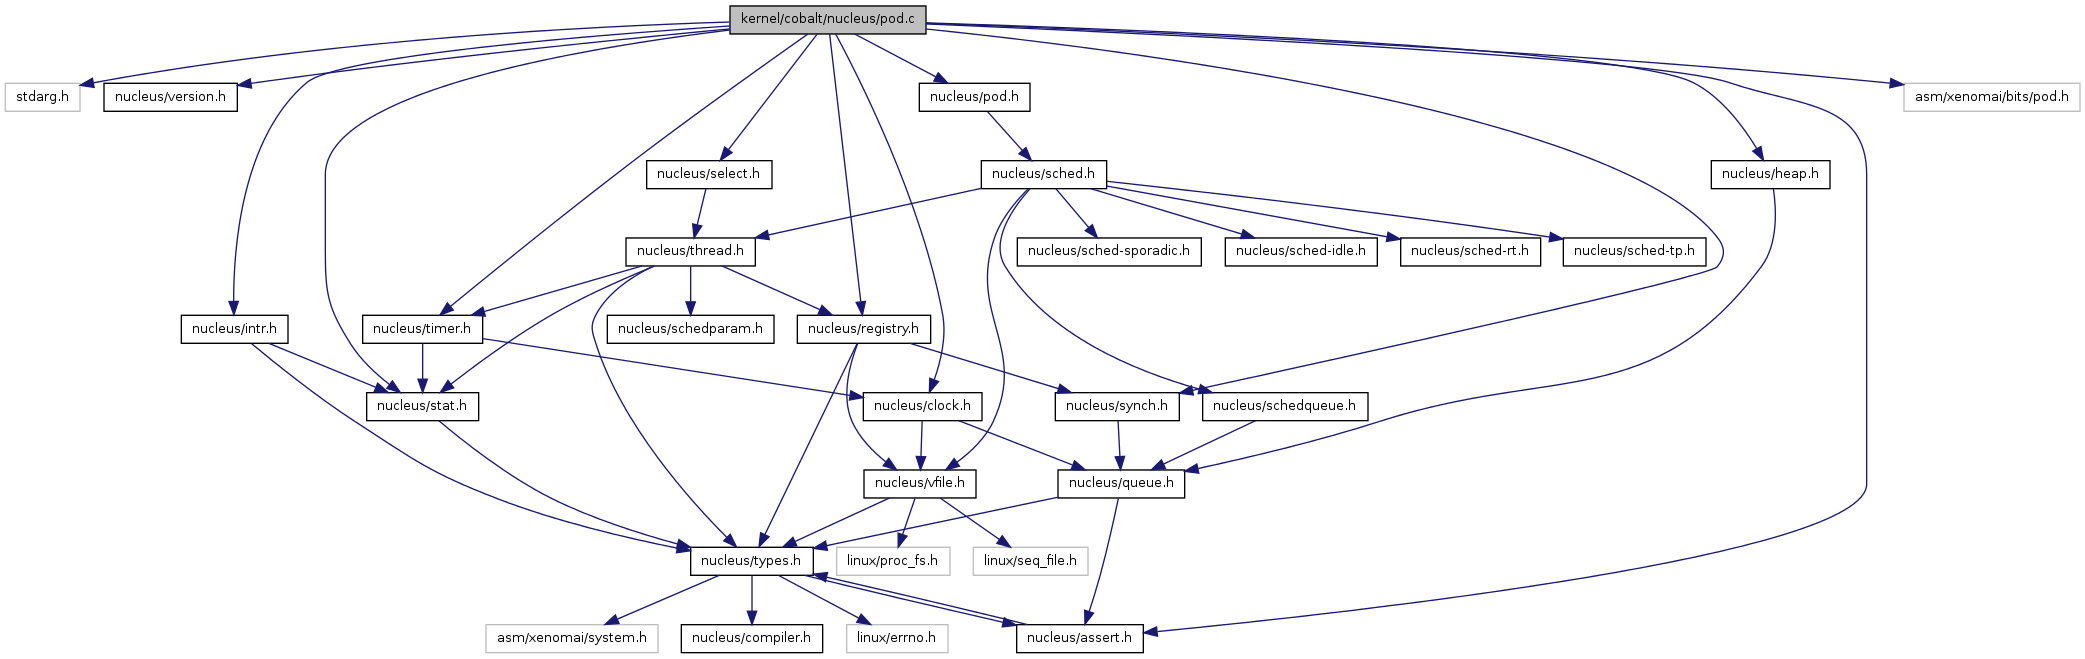 kernel/cobalt/nucleus/pod.c
stdarg.h
nucleus/version.h
nucleus/pod.h
asm/xenomai/bits/pod.h
nucleus/select.h
nucleus/sched.h
nucleus/heap.h
nucleus/thread.h
nucleus/sched-sporadic.h
nucleus/sched-idle.h
nucleus/sched-rt.h
nucleus/sched-tp.h
nucleus/intr.h
nucleus/timer.h
nucleus/schedparam.h
nucleus/registry.h
nucleus/stat.h
nucleus/clock.h
nucleus/synch.h
nucleus/schedqueue.h
nucleus/vfile.h
nucleus/queue.h
nucleus/types.h
linux/proc_fs.h
linux/seq_file.h
asm/xenomai/system.h
nucleus/compiler.h
linux/errno.h
nucleus/assert.h